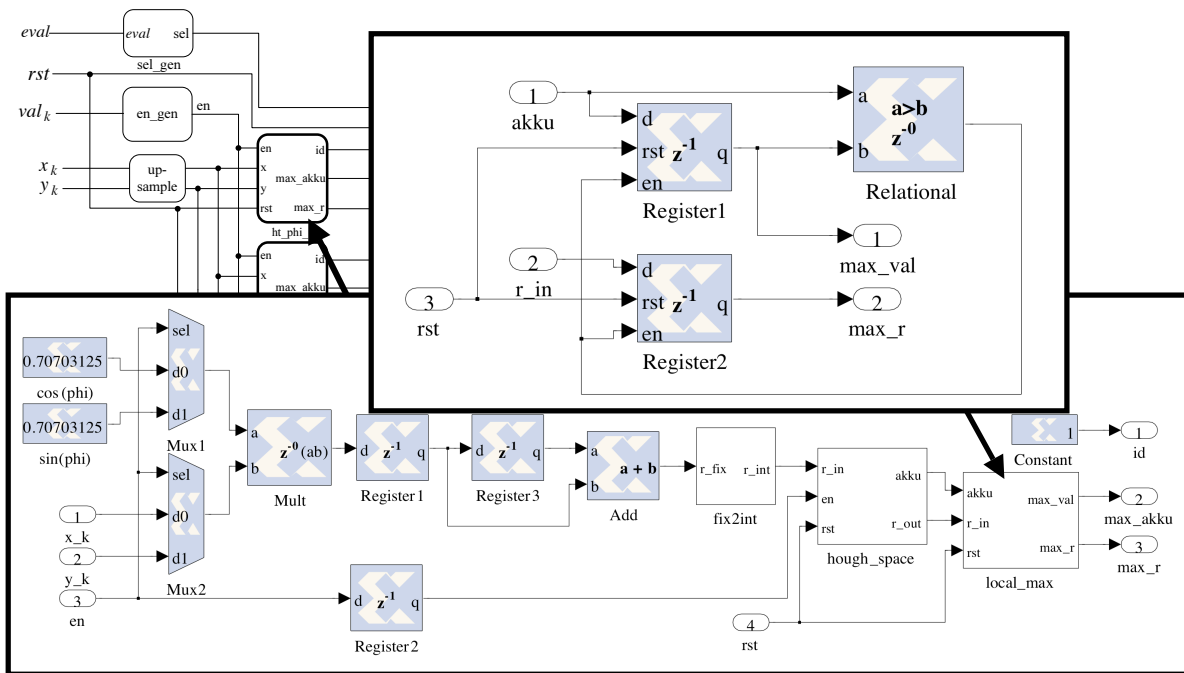 eval
eval sel
sel_gen
rst
val k
en_gen
en
x k
y k
up-
sample
en id
x
max_akku
y
rst max_r
ht_phi_
en id
x
max_akku
1
akku
d
rst z-1 q
en
Register1
a
a>b
z-0
b
Relational
1
max_val
2
r_in
d
rst z-1 q
en
Register2
3
rst
2
max_r
0.70703125
cos(phi)
0.70703125
sin(phi)
sel
d0
d1
Mux1
sel
d0
d1
Mux2
1
x_k
2
y_k
3
en
a
z-0 (ab)
b
Mult
d z-1 q
Register1
d z-1 q
Register3
a
a + b
b
Add
r_fix r_int
fix2int
d z-1 q
Register2
r_in
akku
en
r_out
rst
hough_space
4
rst
akku
max_val
r_in
max_r
rst
local_max
1
Constant
1
id
2
max_akku
3
max_r